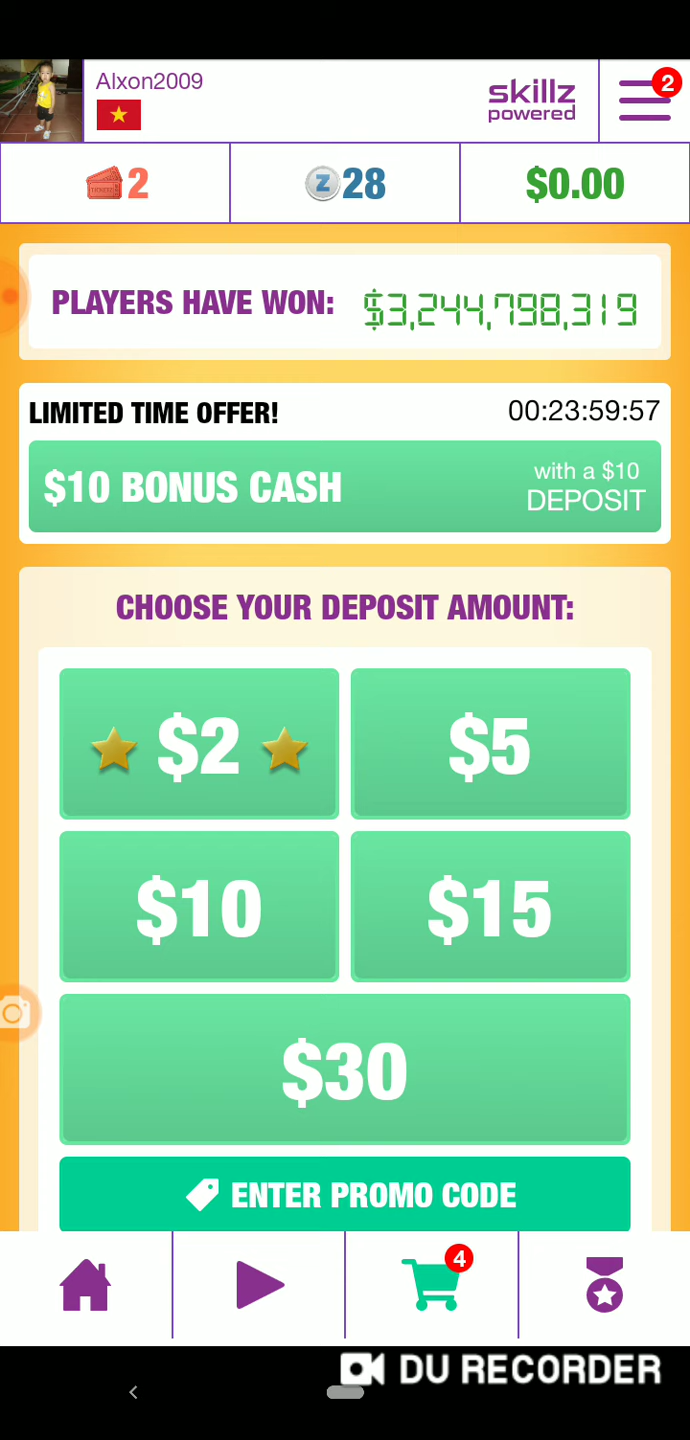 Alxon2009
skillz
powered
2
2
28
$0.00
PLAYERS HAVE WON: $3,244,798,319
LIMITED TIME OFFER! 00:23:59:57
$10 BONUS CASH
with a $10
DEPOSIT
CHOOSE YOUR DEPOSIT AMOUNT:
$2 $5
$10 $15
$30
ENTER PROMO CODE
4
DU RECORDER